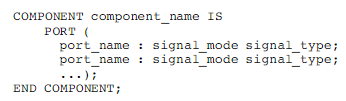 COMPONENT component_name IS
PORT (
port_name : signal_mode signal_type;
port_name : signal_mode signal_type;
...);
END COMPONENT;